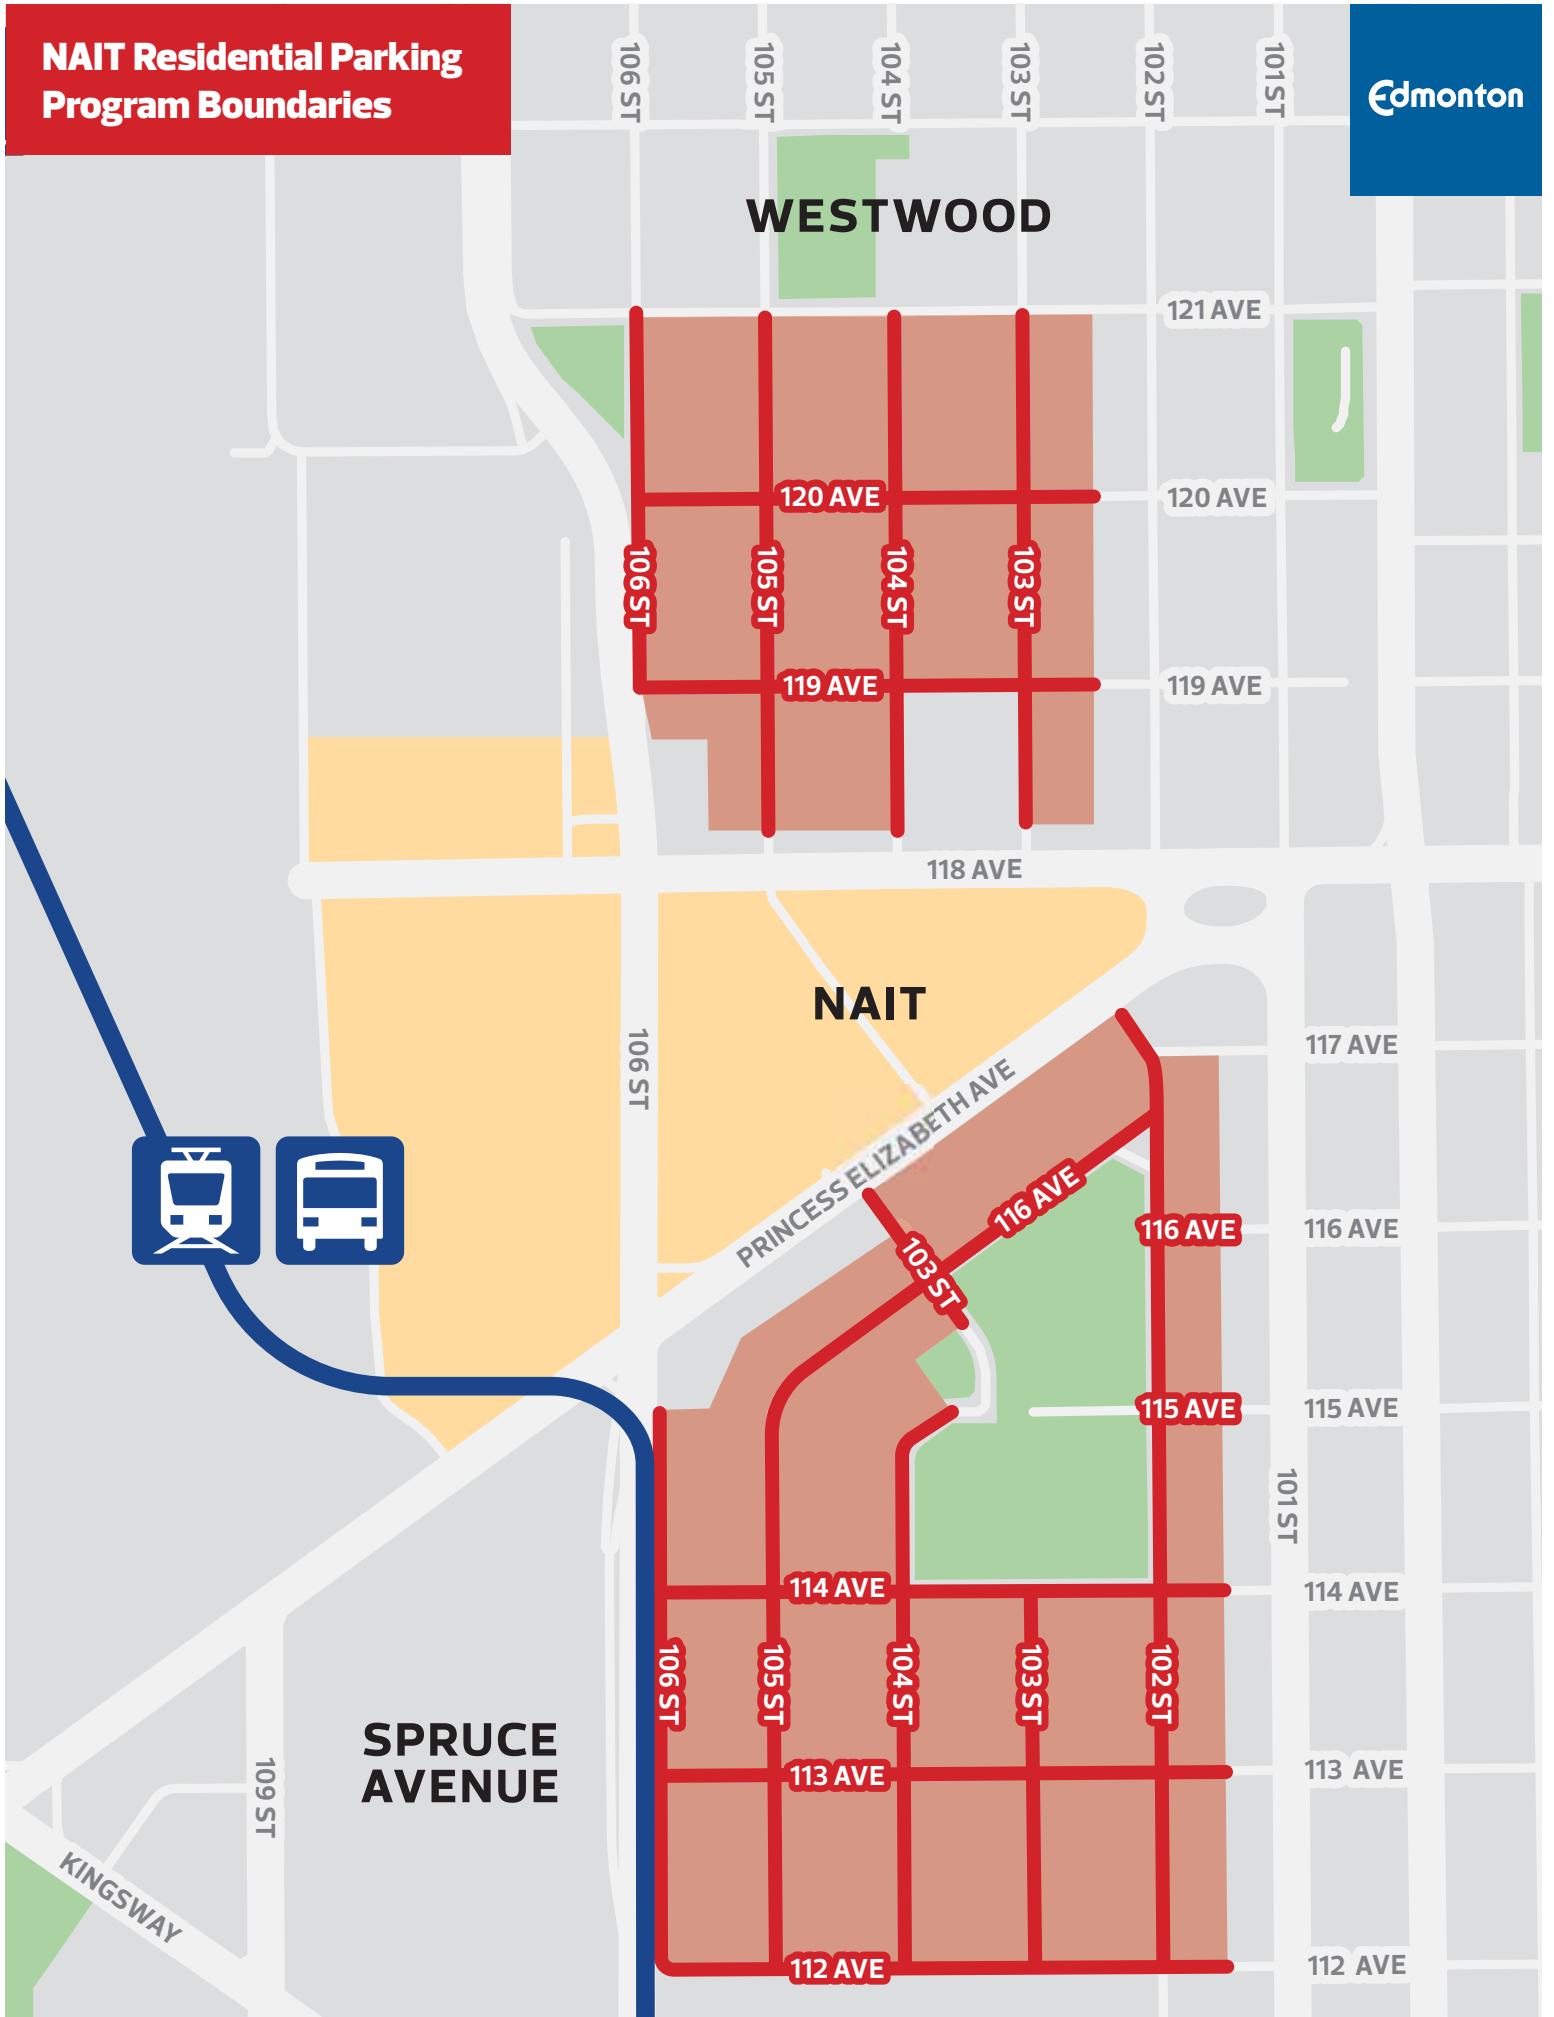 NAIT Residential Parking
Program Boundaries
106 ST
105 ST
104 ST
103 ST
102 ST
101 ST
Edmonton
WESTWOOD
121 AVE
120 AVE
120 AVE
106 ST
105 ST
104 ST
103 ST
119 AVE
119 AVE
118 AVE
NAIT
106 ST
PRINCESS ELIZABETH AVE
117 AVE
116 AVE
116 AVE
116 AVE
103 ST
115 AVE
115 AVE
101 ST
114 AVE
114 AVE
106 ST
105 ST
104 ST
103 ST
102 ST
SPRUCE
AVENUE
109 ST
113 AVE
113 AVE
KINGSWAY
112 AVE
112 AVE